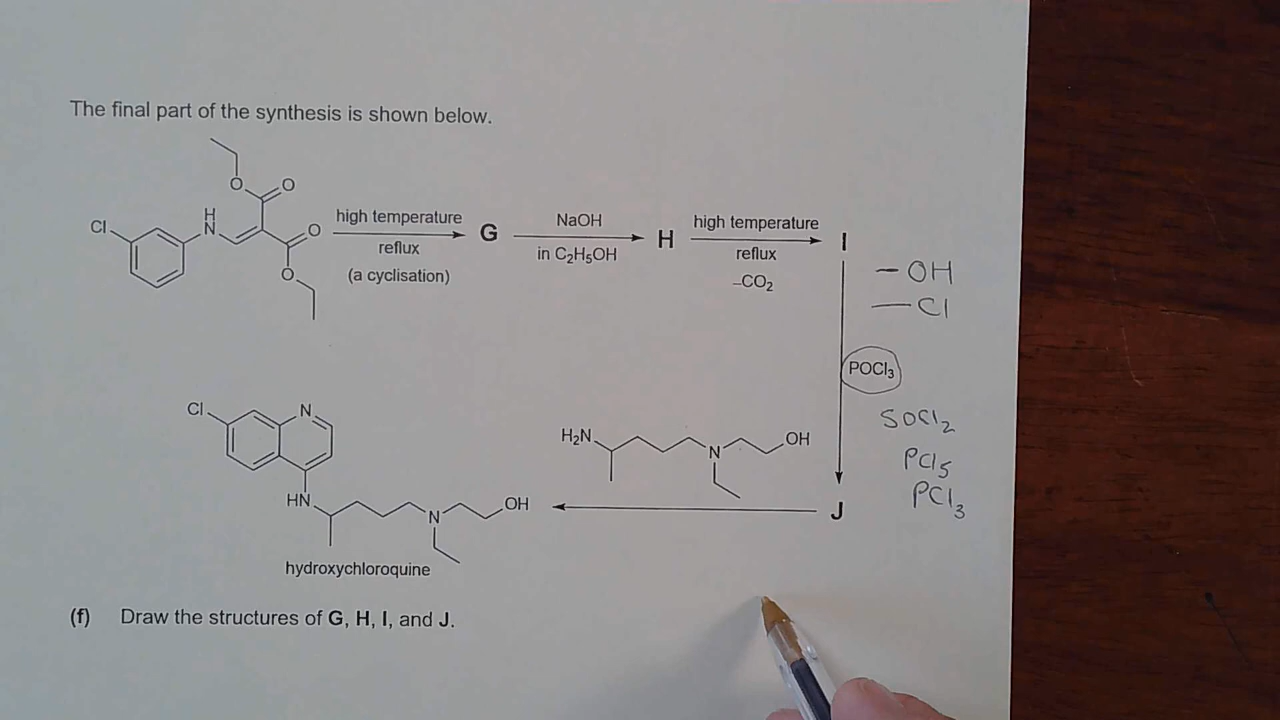 The final part of the synthesis is shown below.
O O
Cl H N O
O
high temperature
reflux
(a cyclisation)
G
NaOH
in C₂H₅OH
H
high temperature
reflux
–CO₂
I
– OH
– Cl
POCl₃
SOCl₂
PCl₅
PCl₃
J
H₂N N OH
Cl N
HN N OH
hydroxychloroquine
(f) Draw the structures of G, H, I, and J.